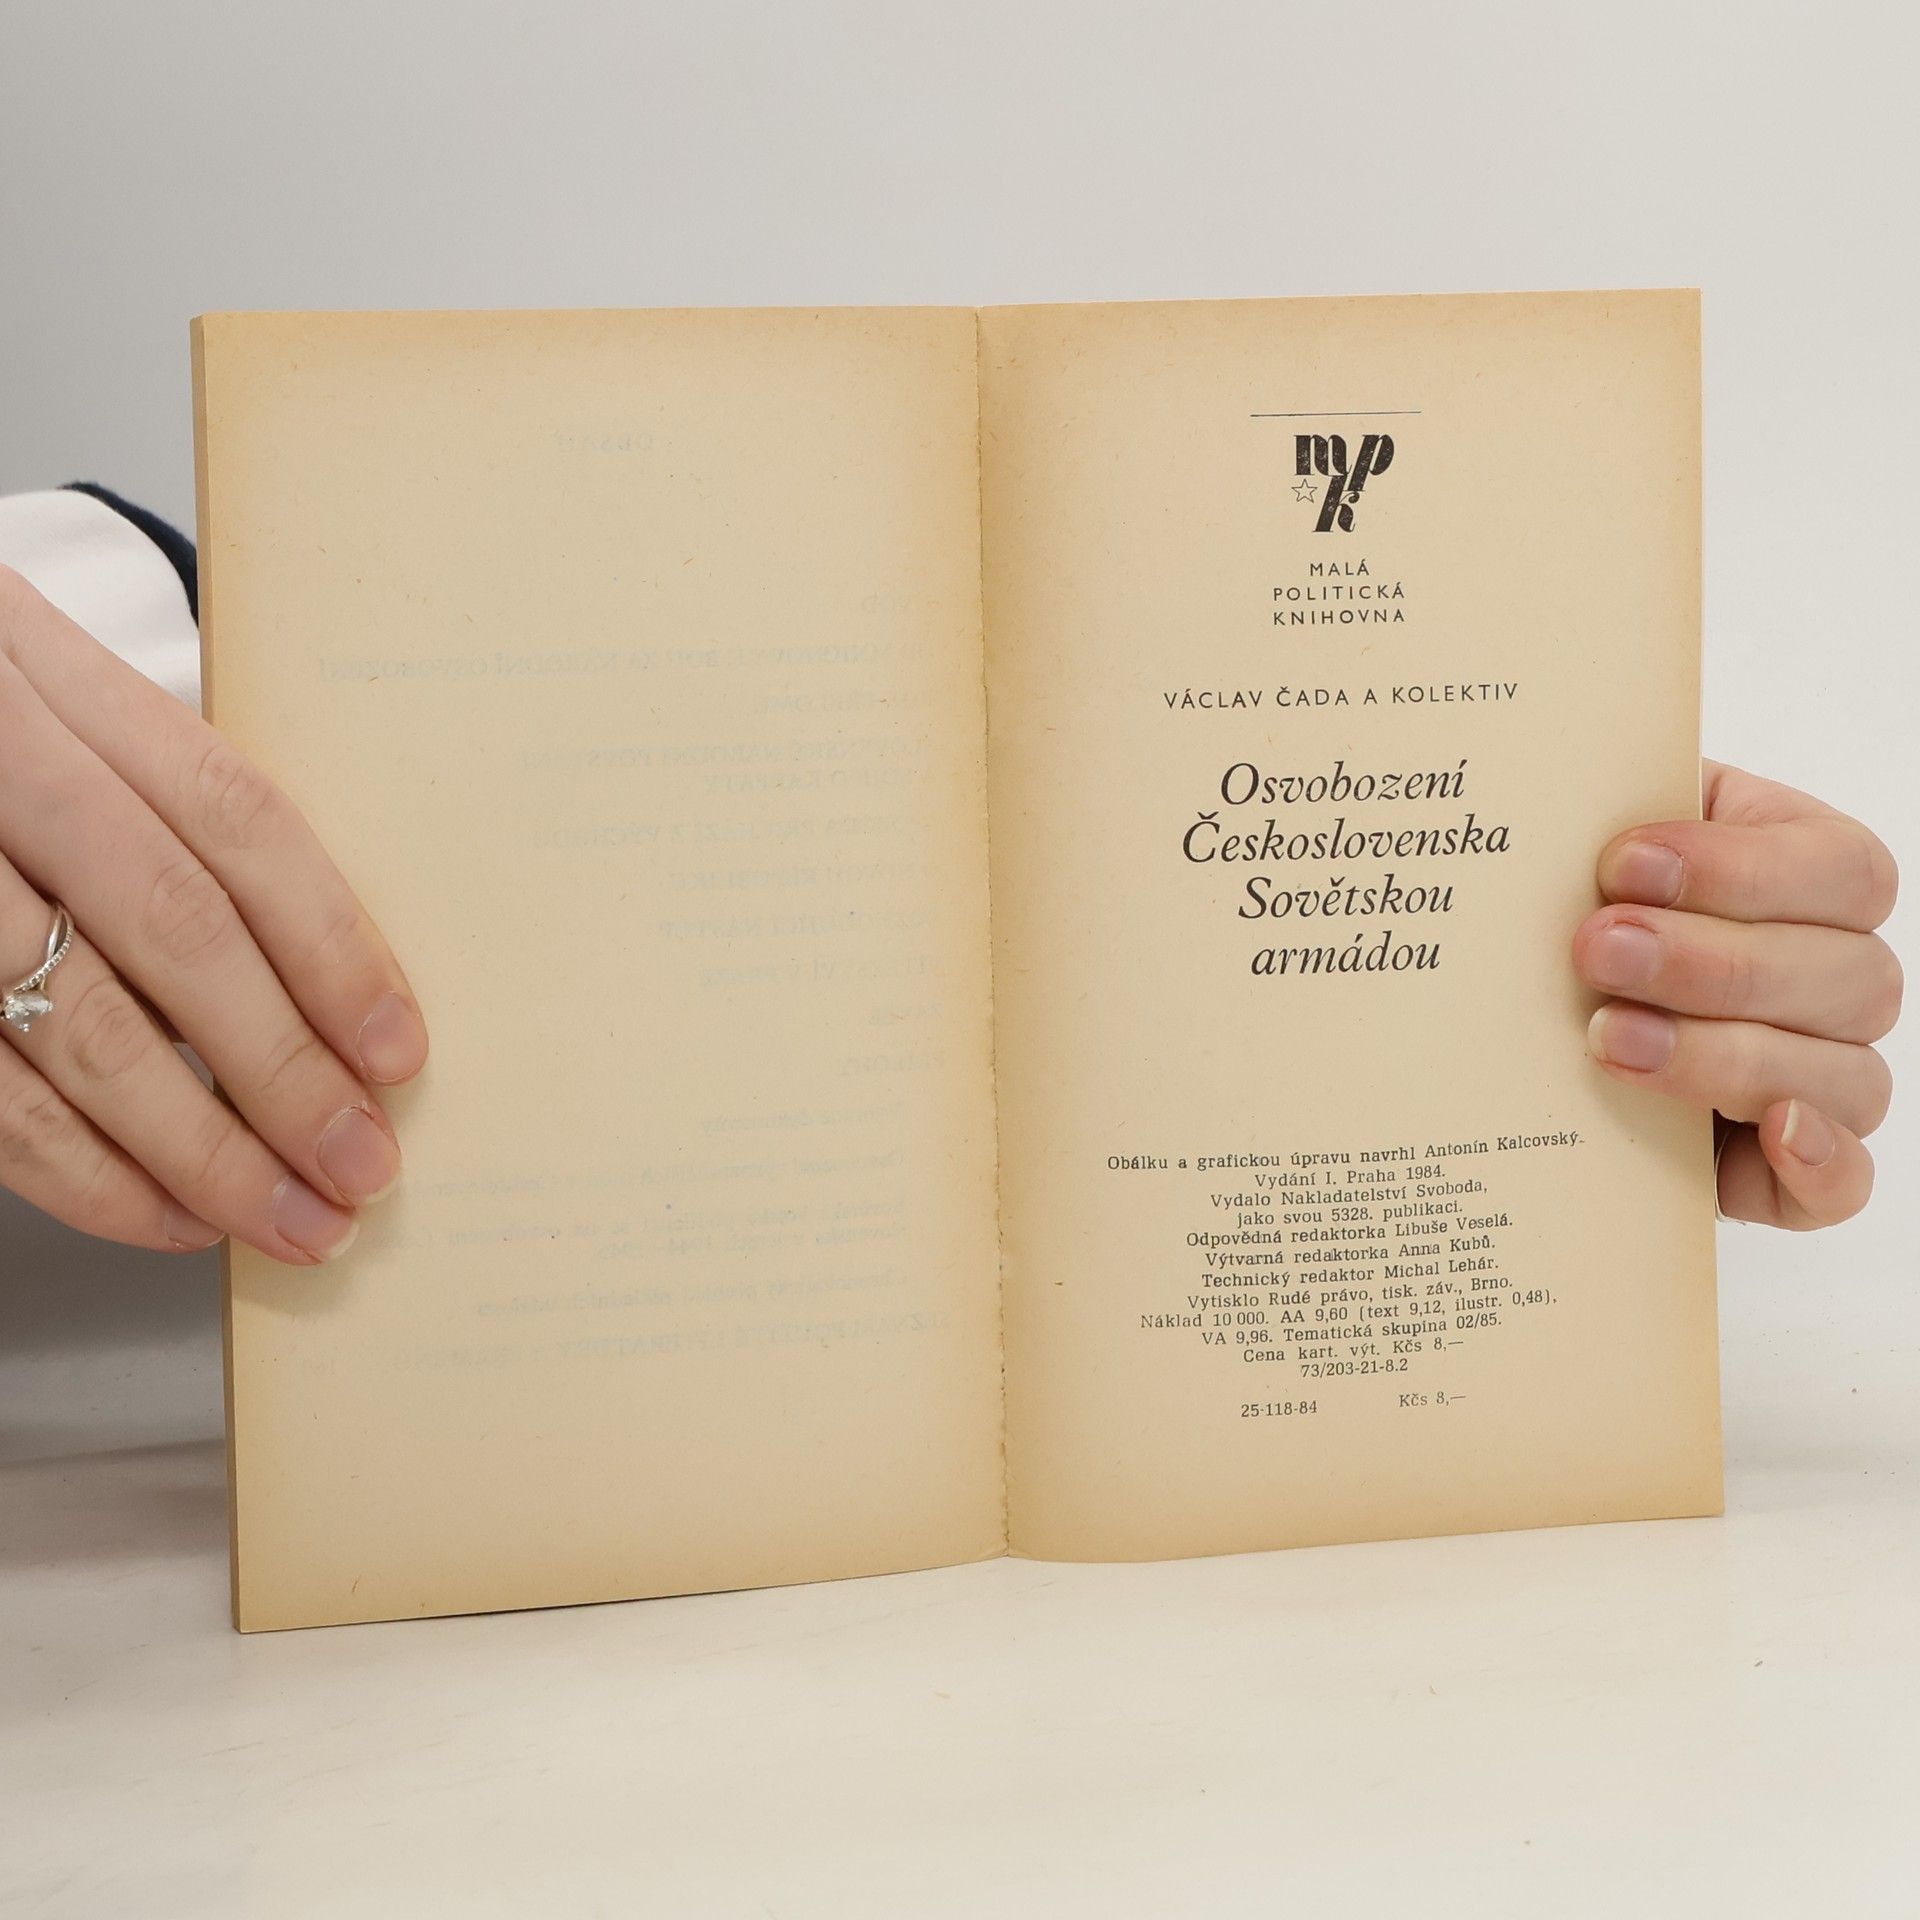 mpk
MALÁ
POLITICKÁ
KNIHOVNA
VÁCLAV ČADA A KOLEKTIV
Osvobození
Československa
Sovětskou
armádou
Obálku a grafickou úpravu navrhl Antonín Kalcovský.
Vydání I. Praha 1984.
Vydalo Nakladatelství Svoboda,
jako svou 5328. publikaci.
Odpovědná redaktorka Libuše Veselá.
Výtvarná redaktorka Anna Kubů.
Technický redaktor Michal Lehár.
Vytisklo Rudé právo, tisk. záv., Brno.
Náklad 10 000. AA 9,60 (text 9,12, ilustr. 0,48),
VA 9,96. Tematická skupina 02/85.
Cena kart. výt. Kčs 8,—
73/203-21-8.2
25-118-84 Kčs 8,—